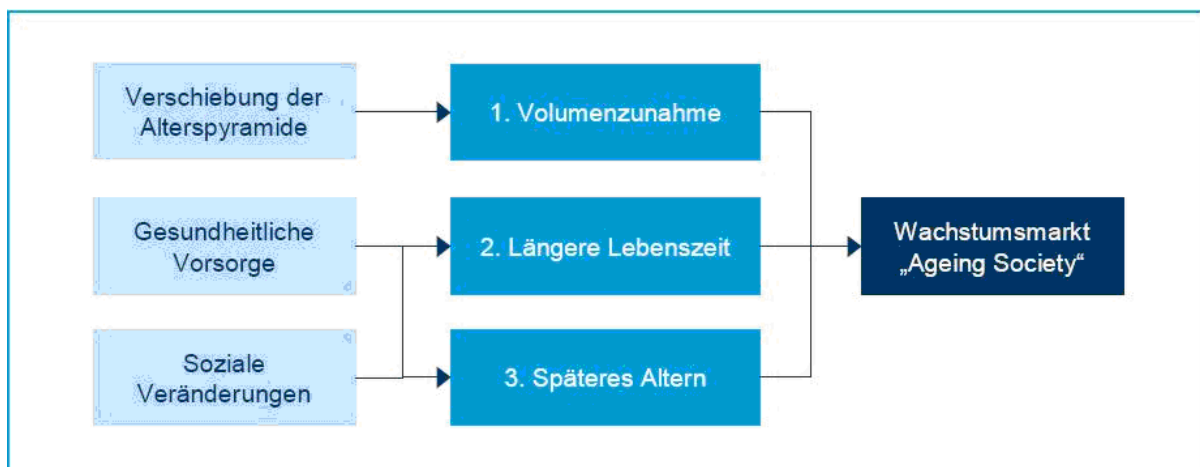 Verschiebung der
Alterspyramide
1. Volumenzunahme
Gesundheitliche
Vorsorge
2. Längere Lebenszeit
Wachstumsmarkt
„Ageing Society“
Soziale
Veränderungen
3. Späteres Altern